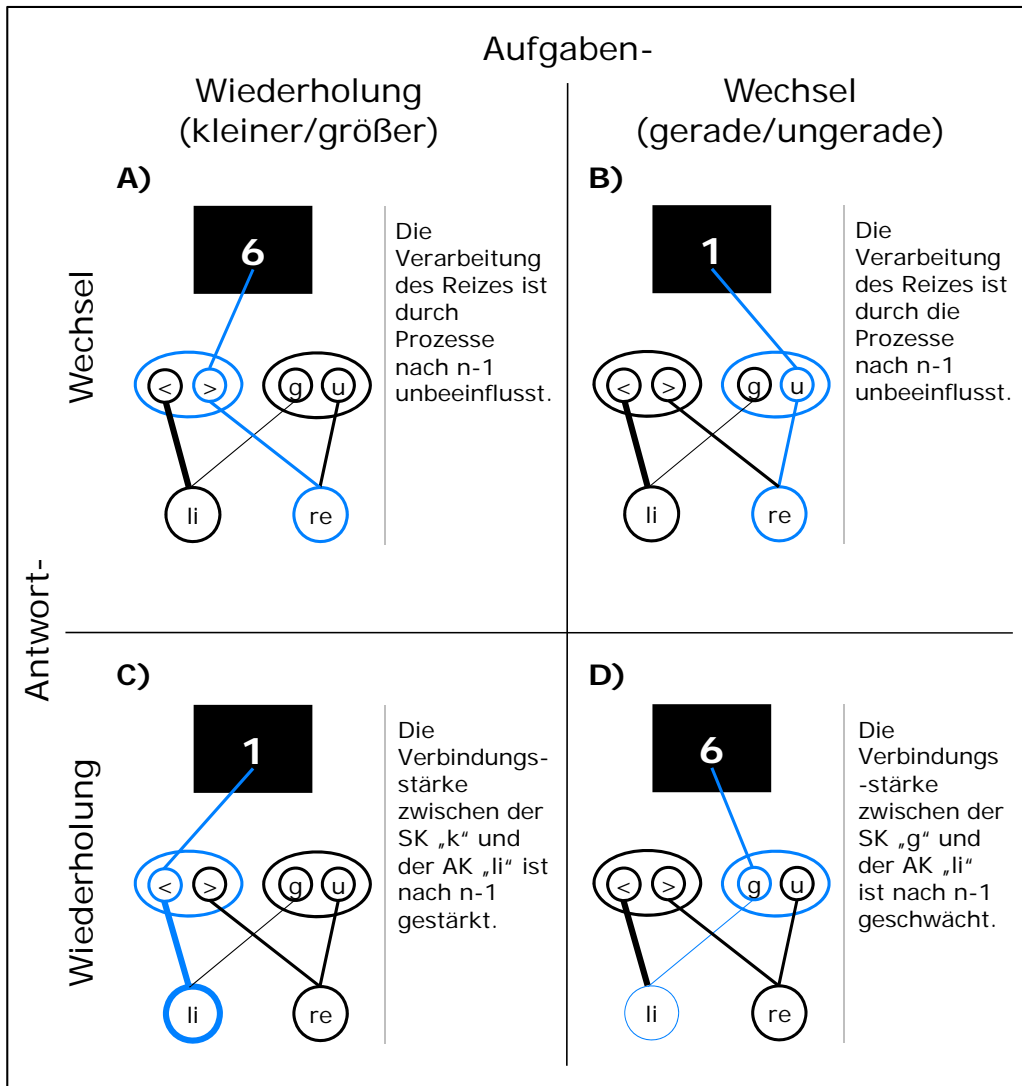 Aufgaben-
Wiederholung
(kleiner/größer)
Wechsel
(gerade/ungerade)
Antwort-
Wechsel
A)
6
< > g u
li re
Die
Verarbeitung
des Reizes ist
durch
Prozesse
nach n-1
unbeeinflusst.
B)
1
< > g u
li re
Die
Verarbeitung
des Reizes ist
durch die
Prozesse
nach n-1
unbeeinflusst.
Wiederholung
C)
1
< > g u
li re
Die
Verbindungs-
stärke
zwischen der
SK „k“ und
der AK „li“ ist
nach n-1
gestärkt.
D)
6
< > g u
li re
Die
Verbindungs
-stärke
zwischen der
SK „g“ und
der AK „li“
ist nach n-1
geschwächt.